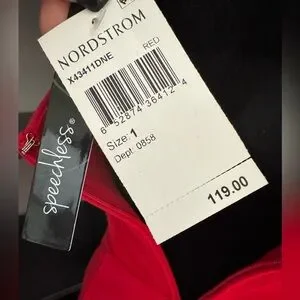 NORDSTROM
X43411DNE
RED
6 52874 36412 4
Size: 1
Dept: 0858
119.00
speechless®